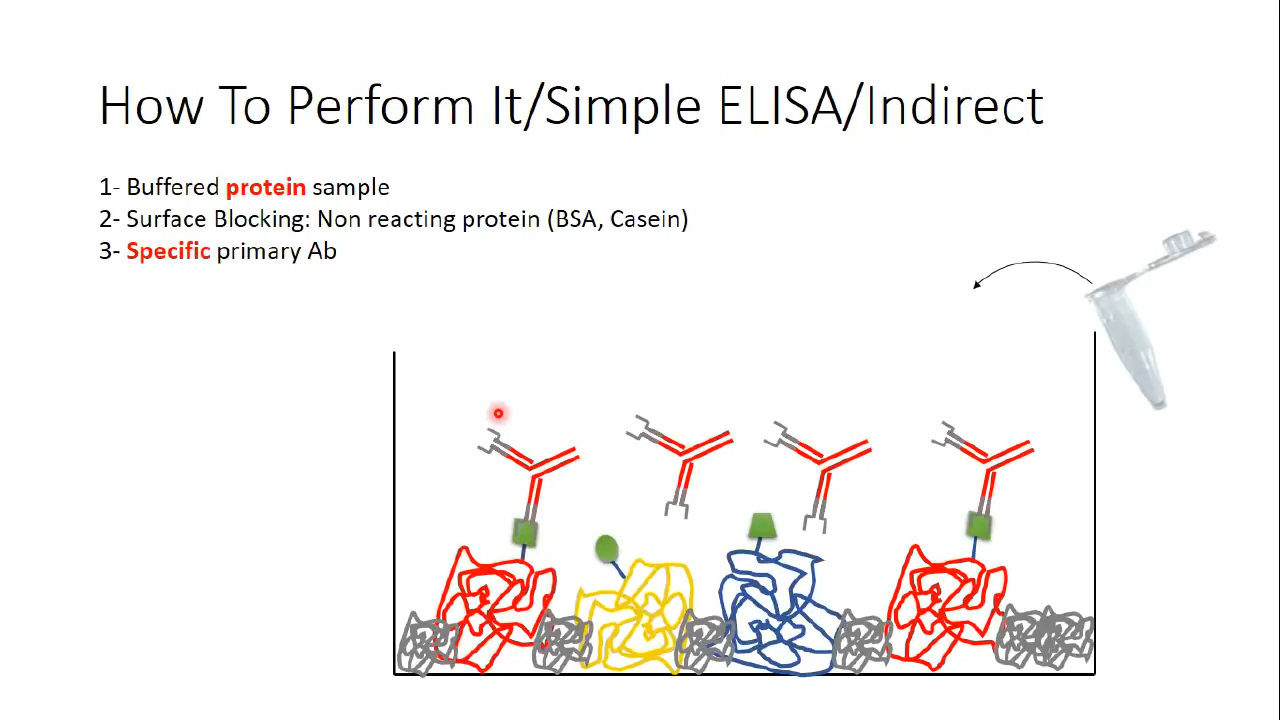 How To Perform It/Simple ELISA/Indirect
1- Buffered protein sample
2- Surface Blocking: Non reacting protein (BSA, Casein)
3- Specific primary Ab